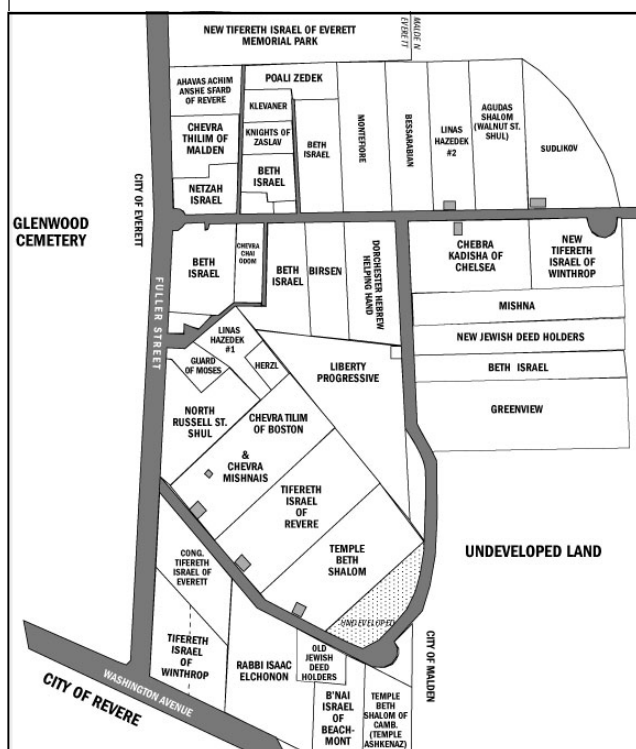 NEW TIFERETH ISRAEL OF EVERETT
MEMORIAL PARK
MALDEN
EVERETT
AHAVAS ACHIM
ANSHE SFARD
OF REVERE
POALI ZEDEK
KLEVANER
CHEVRA
THILIM OF
MALDEN
KNIGHTS OF
ZASLAV
BETH
ISRAEL
NETZAH
ISRAEL
BETH
ISRAEL
MONTEFIORE
BESSARABIAN
LINAS
HAZEDEK
#2
AGUDAS
SHALOM
(WALNUT ST.
SHUL)
SUDLIKOV
CITY OF EVERETT
GLENWOOD
CEMETERY
FULLER STREET
BETH
ISRAEL
CHEVRA
CHAI
ODOM
BETH
ISRAEL
BIRSEN
DORCHESTER HEBREW
HELPING HAND
CHEBRA
KADISHA OF
CHELSEA
NEW
TIFERETH
ISRAEL OF
WINTHROP
MISHNA
NEW JEWISH DEED HOLDERS
BETH ISRAEL
GREENVIEW
LINAS
HAZEDEK
#1
GUARD
OF MOSES
HERZL
LIBERTY
PROGRESSIVE
NORTH
RUSSELL ST.
SHUL
CHEVRA TILIM
OF BOSTON
&
CHEVRA
MISHNAIS
TIFERETH
ISRAEL
OF
REVERE
TEMPLE
BETH
SHALOM
UNDEVELOPED
UNDEVELOPED LAND
CONG.
TIFERETH
ISRAEL OF
EVERETT
TIFERETH
ISRAEL
OF
WINTHROP
RABBI ISAAC
ELCHONON
OLD
JEWISH
DEED
HOLDERS
B'NAI
ISRAEL
OF
BEACH-
MONT
TEMPLE
BETH
SHALOM OF
CAMB.
(TEMPLE
ASHKENAZ)
CITY OF MALDEN
WASHINGTON AVENUE
CITY OF REVERE